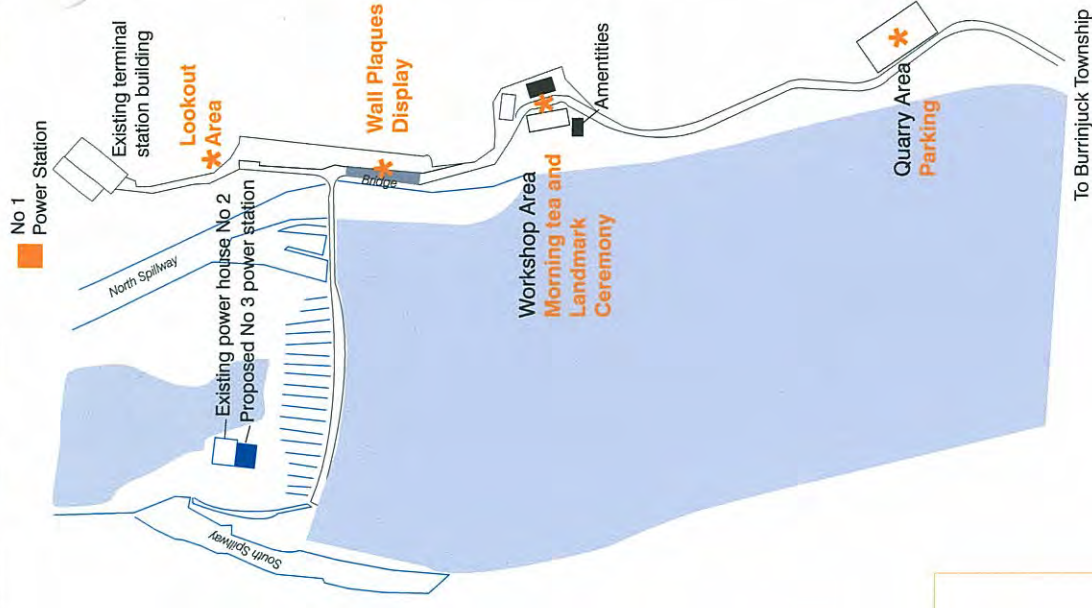 No 1
Power Station
Existing terminal
station building
Lookout
Area
North Spillway
Existing power house No 2
Proposed No 3 power station
Wall Plaques
Display
Bridge
South Spillway
Workshop Area
Morning tea and
Landmark
Ceremony
Amentities
Quarry Area
Parking
To Burrinjuck Township